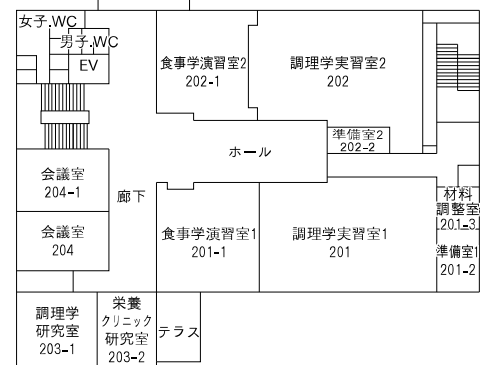 女子.WC
男子.WC
EV
食事学演習室2
202-1
調理学実習室2
202
準備室2
202-2
ホール
会議室
204-1
廊下
会議室
204
食事学演習室1
201-1
調理学実習室1
201
材料
調整室
201-3
準備室1
201-2
調理学
研究室
203-1
栄養
クリニック
研究室
203-2
テラス